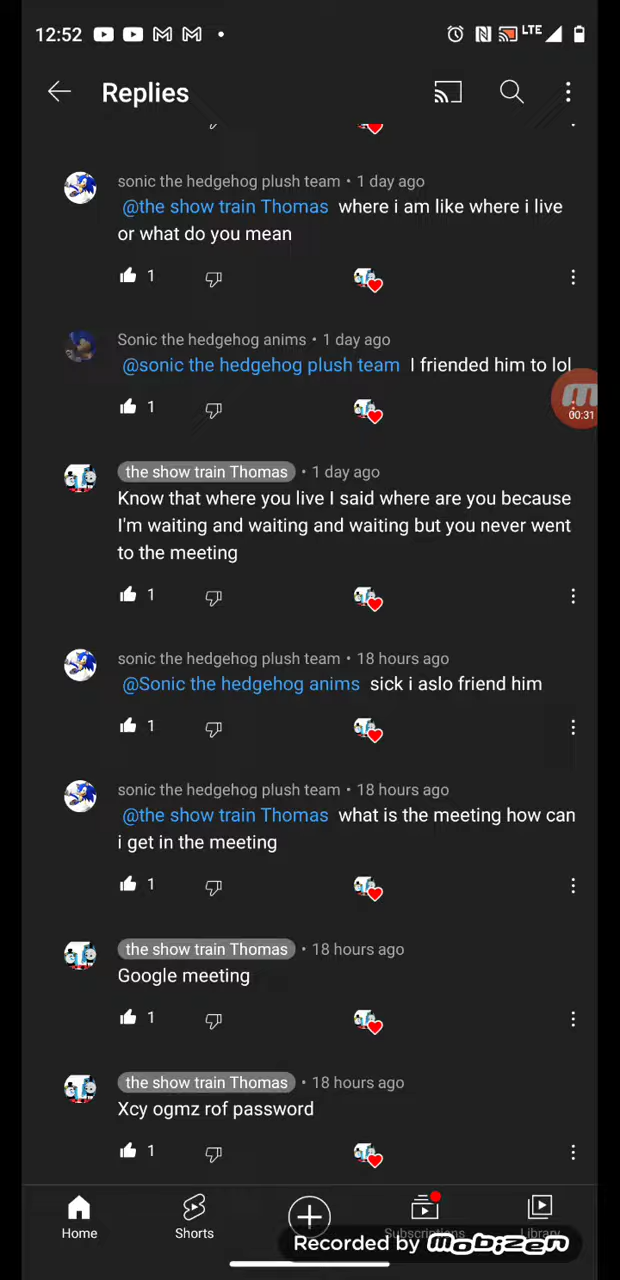 12:52
LTE
Replies
sonic the hedgehog plush team • 1 day ago
@the show train Thomas where i am like where i live
or what do you mean
1
Sonic the hedgehog anims • 1 day ago
@sonic the hedgehog plush team I friended him to lol
1
00:31
the show train Thomas • 1 day ago
Know that where you live I said where are you because
I'm waiting and waiting and waiting but you never went
to the meeting
1
sonic the hedgehog plush team • 18 hours ago
@Sonic the hedgehog anims sick i aslo friend him
1
sonic the hedgehog plush team • 18 hours ago
@the show train Thomas what is the meeting how can
i get in the meeting
1
the show train Thomas • 18 hours ago
Google meeting
1
the show train Thomas • 18 hours ago
Xcy ogmz rof password
1
Home
Shorts
Subscriptions
Library
Recorded by mobizen